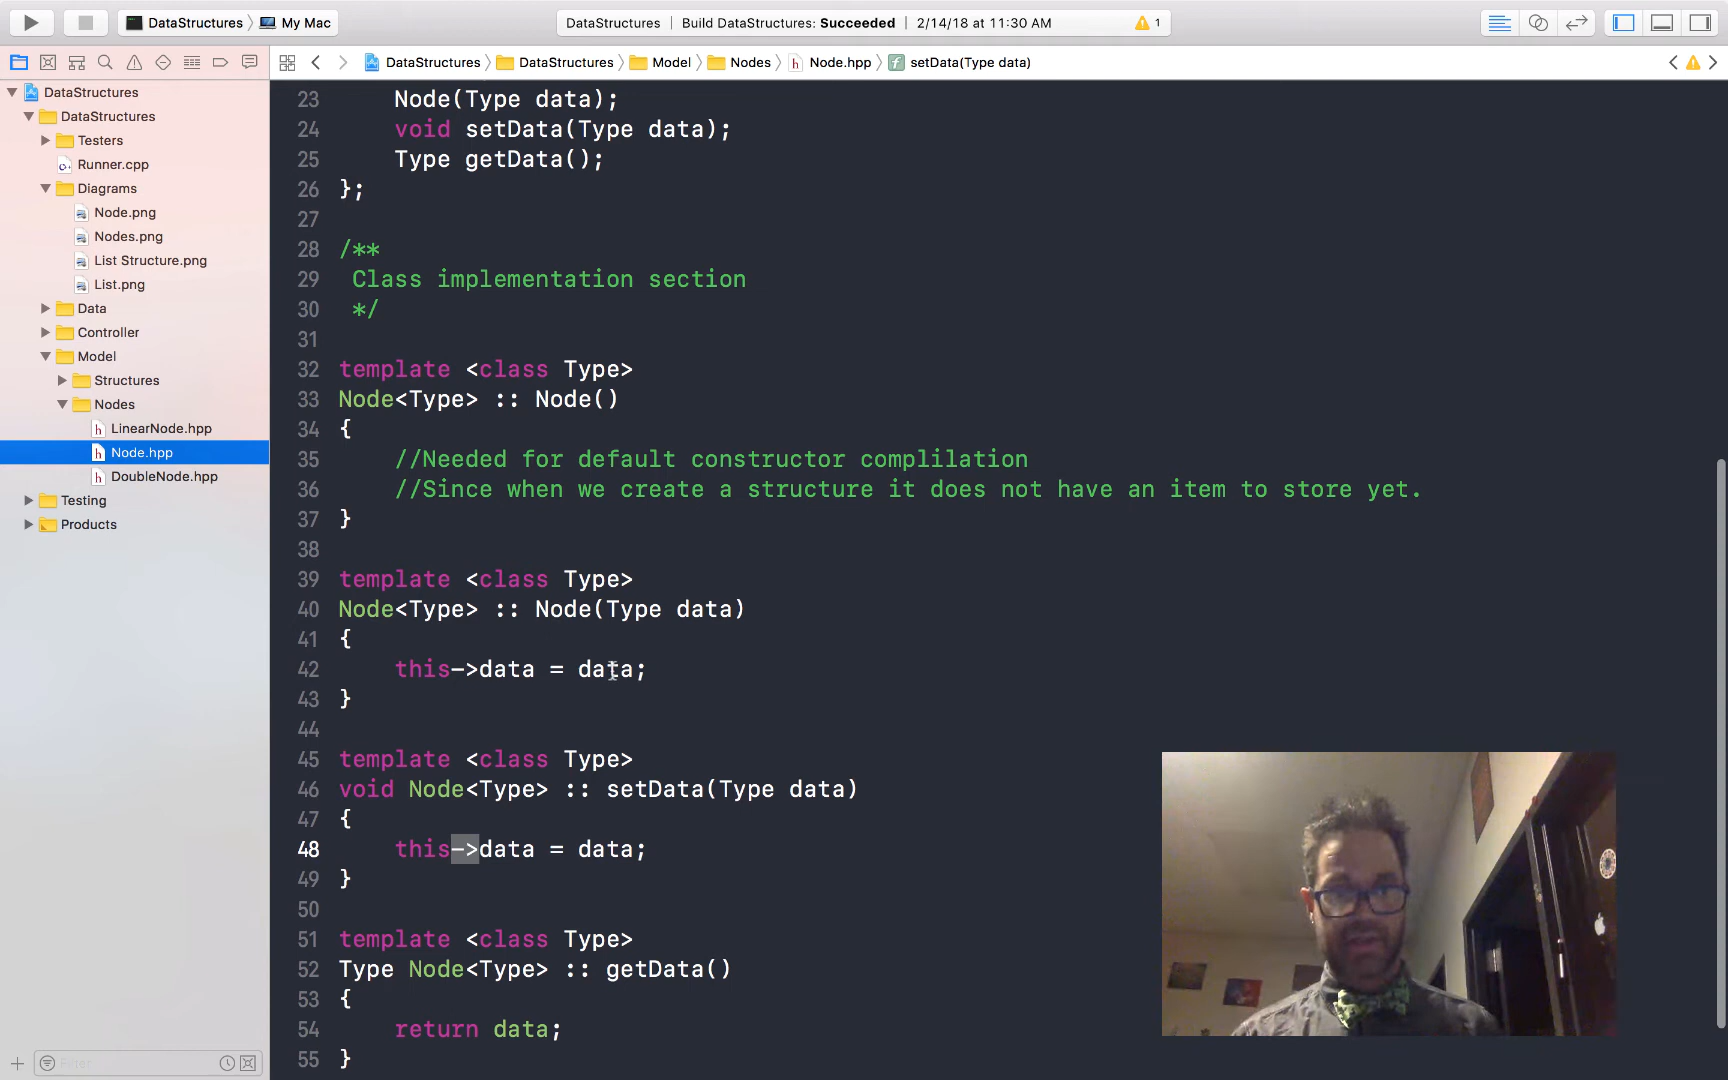 DataStructures My Mac
DataStructures Build DataStructures: Succeeded 2/14/18 at 11:30 AM 1
DataStructures DataStructures Model Nodes Node.hpp setData(Type data)
DataStructures
DataStructures
Testers
Runner.cpp
Diagrams
Node.png
Nodes.png
List Structure.png
List.png
Data
Controller
Model
Structures
Nodes
LinearNode.hpp
Node.hpp
DoubleNode.hpp
Testing
Products
Filter
23 Node(Type data);
24 void setData(Type data);
25 Type getData();
26 };
27
28 /**
29 Class implementation section
30 */
31
32 template <class Type>
33 Node<Type> :: Node()
34 {
35 //Needed for default constructor complilation
36 //Since when we create a structure it does not have an item to store yet.
37 }
38
39 template <class Type>
40 Node<Type> :: Node(Type data)
41 {
42 this->data = data;
43 }
44
45 template <class Type>
46 void Node<Type> :: setData(Type data)
47 {
48 this->data = data;
49 }
50
51 template <class Type>
52 Type Node<Type> :: getData()
53 {
54 return data;
55 }